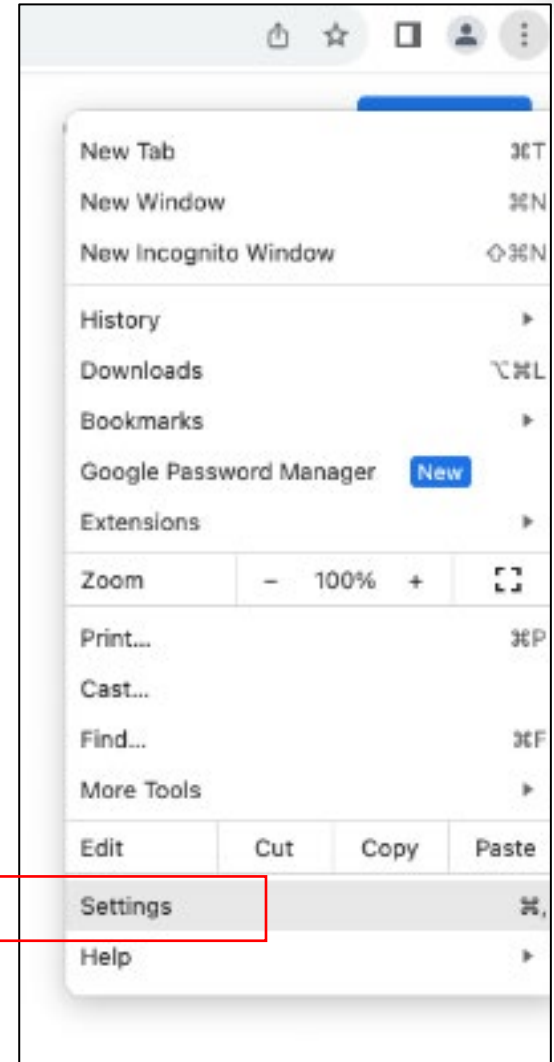 New Tab ⌘T
New Window ⌘N
New Incognito Window ⇧⌘N
History
Downloads ⌥⌘L
Bookmarks
Google Password Manager New
Extensions
Zoom - 100% +
Print... ⌘P
Cast...
Find... ⌘F
More Tools
Edit Cut Copy Paste
Settings ⌘,
Help